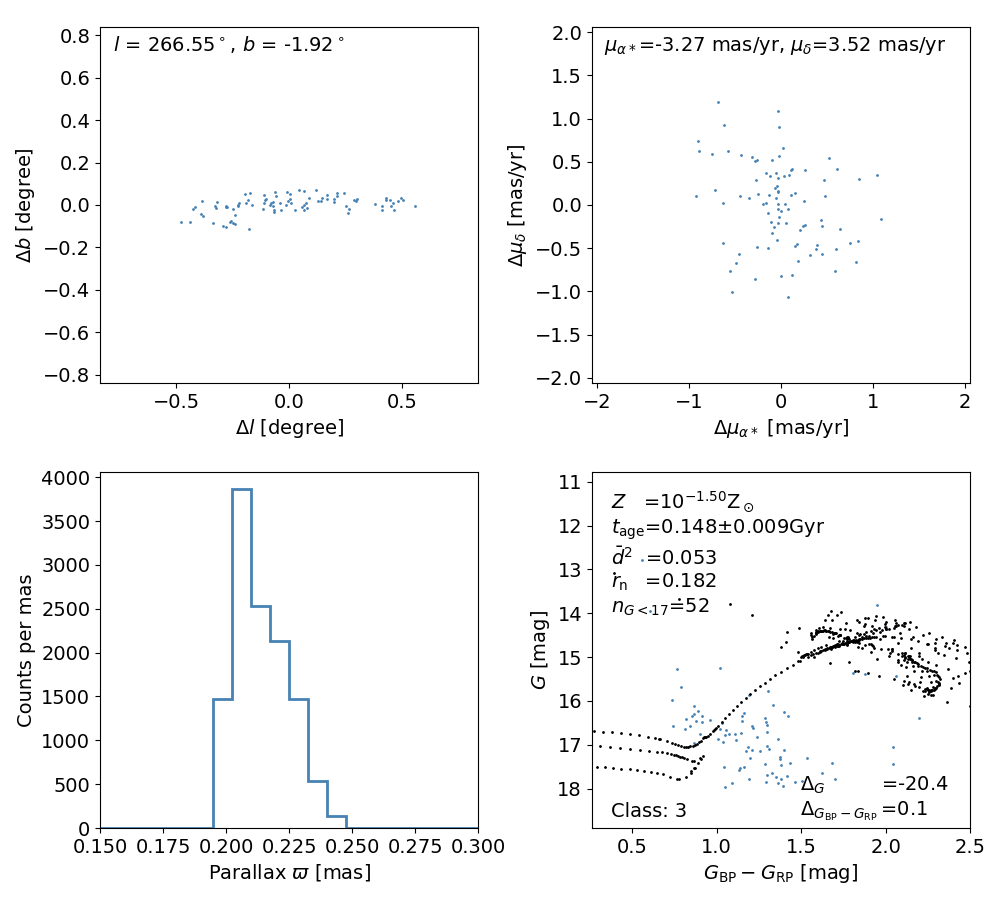 l = 266.55°, b = -1.92°
0.8
0.6
0.4
0.2
0.0
−0.2
−0.4
−0.6
−0.8
Δb [degree]
−0.5 0.0 0.5
Δl [degree]
μα*=-3.27 mas/yr, μδ=3.52 mas/yr
2.0
1.5
1.0
0.5
0.0
−0.5
−1.0
−1.5
−2.0
Δμδ [mas/yr]
−2 −1 0 1 2
Δμα* [mas/yr]
4000
3500
3000
2500
2000
1500
1000
500
0
Counts per mas
0.150 0.175 0.200 0.225 0.250 0.275 0.300
Parallax ϖ [mas]
Z =10^−1.50 Z⊙
tage=0.148±0.009Gyr
d̄² =0.053
r̄n =0.182
nG<17=52
11
12
13
14
15
16
17
18
G [mag]
ΔG =-20.4
ΔGBP−GRP=0.1
Class: 3
0.5 1.0 1.5 2.0 2.5
GBP − GRP [mag]